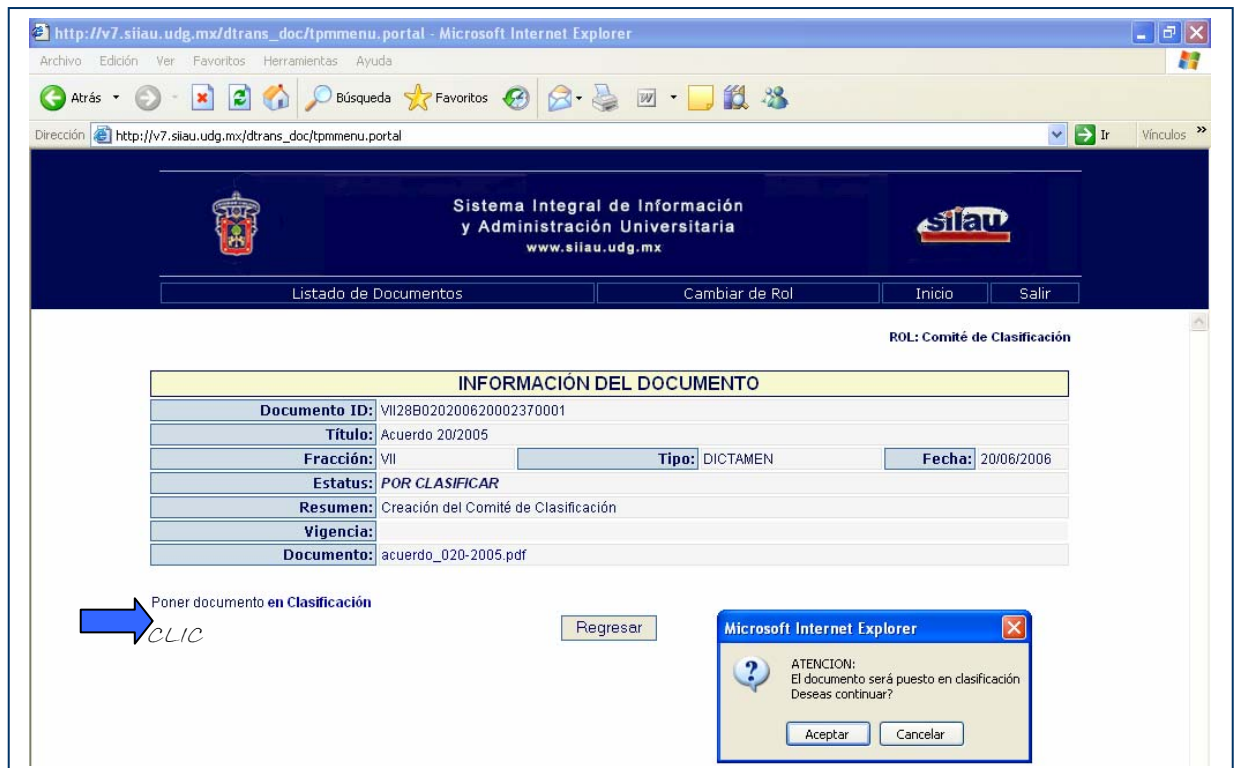 http://v7.siiau.udg.mx/dtrans_doc/tpmmenu.portal - Microsoft Internet Explorer
Archivo Edición Ver Favoritos Herramientas Ayuda
Atrás Búsqueda Favoritos
Dirección http://v7.siiau.udg.mx/dtrans_doc/tpmmenu.portal Ir Vínculos »
Sistema Integral de Información
y Administración Universitaria
www.siiau.udg.mx
siiau
Listado de Documentos Cambiar de Rol Inicio Salir
ROL: Comité de Clasificación
INFORMACIÓN DEL DOCUMENTO
Documento ID: VII28B020200620002370001
Título: Acuerdo 20/2005
Fracción: VII Tipo: DICTAMEN Fecha: 20/06/2006
Estatus: POR CLASIFICAR
Resumen: Creación del Comité de Clasificación
Vigencia:
Documento: acuerdo_020-2005.pdf
Poner documento en Clasificación
CLIC
Regresar
Microsoft Internet Explorer
ATENCION:
El documento será puesto en clasificación
Deseas continuar?
Aceptar Cancelar